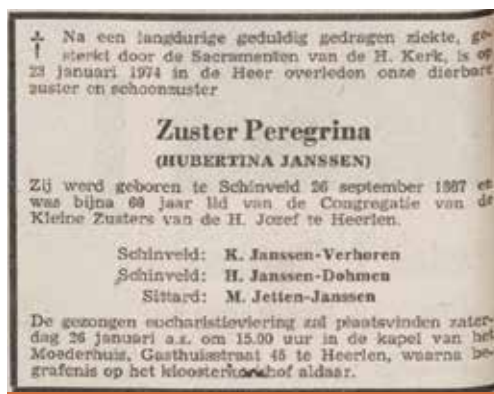 Na een langdurige geduldig gedragen ziekte, ge-
sterkt door de Sacramenten van de H. Kerk, is op
23 januari 1974 in de Heer overleden onze dierbare
zuster en schoonzuster
Zuster Peregrina
(HUBERTINA JANSSEN)
Zij werd geboren te Schinveld 26 september 1887 en
was bijna 60 jaar lid van de Congregatie van de
Kleine Zusters van de H. Jozef te Heerlen.
Schinveld: K. Janssen-Verhoren
Schinveld: H. Janssen-Dohmen
Sittard: M. Jetten-Janssen
De gezongen eucharistieviering zal plaatsvinden zater-
dag 26 januari a.s. om 15.00 uur in de kapel van het
Moederhuis, Gasthuisstraat 45 te Heerlen, waarna be-
grafenis op het kloosterkerkhof aldaar.